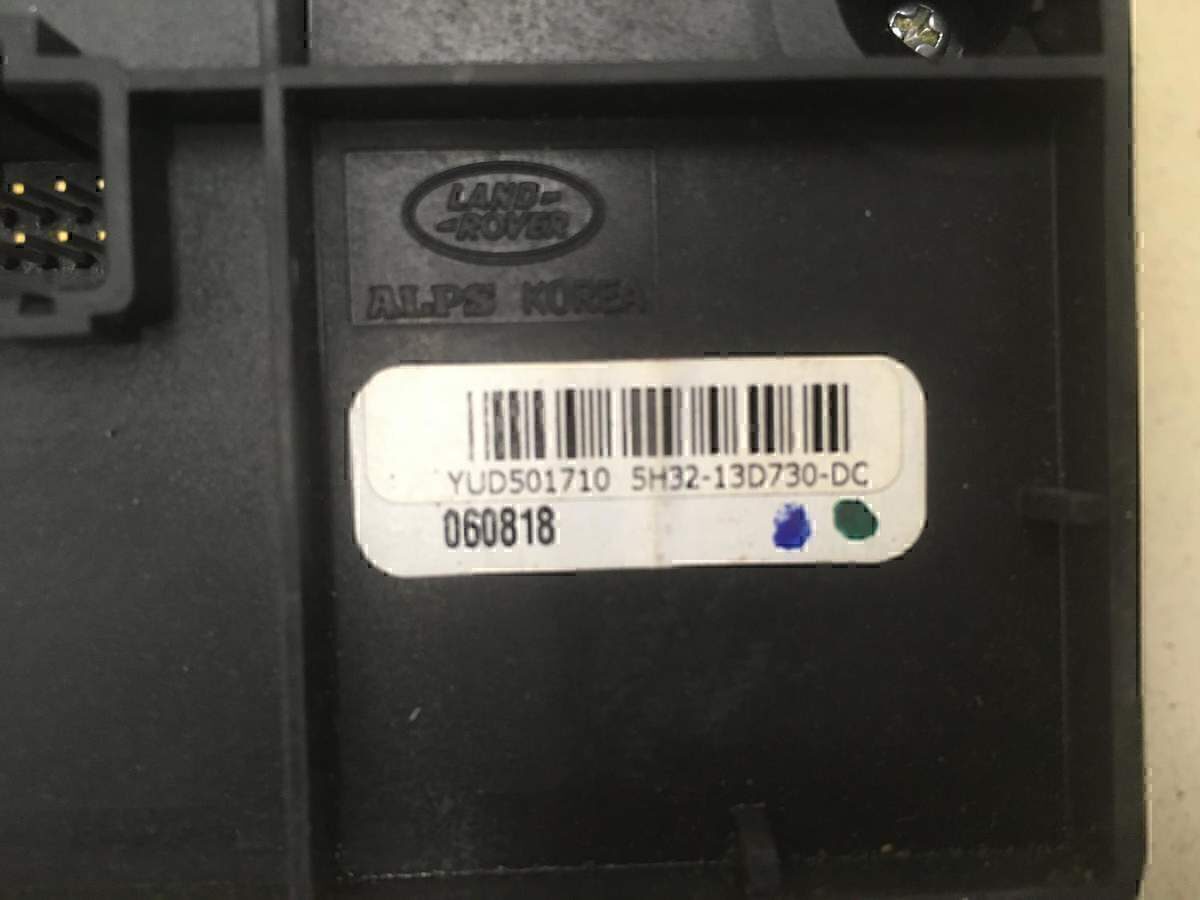 LAND-
-ROVER
ALPS KOREA
YUD501710 5H32-13D730-DC
060818